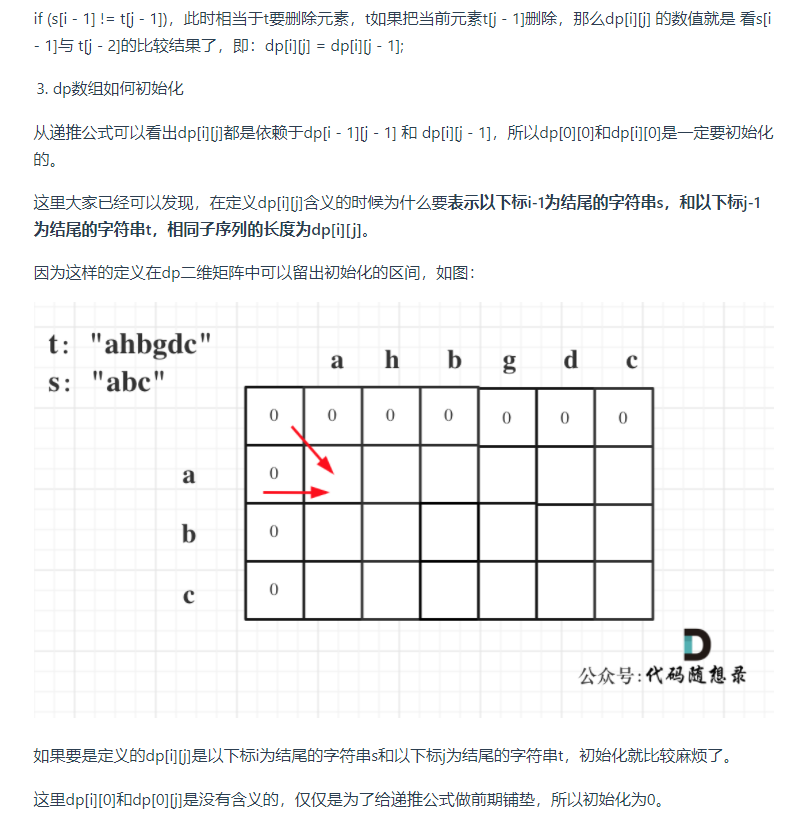 if (s[i - 1] != t[j - 1])，此时相当于t要删除元素，t如果把当前元素t[j - 1]删除，那么dp[i][j] 的数值就是 看s[i
- 1]与 t[j - 2]的比较结果了，即：dp[i][j] = dp[i][j - 1];
3. dp数组如何初始化
从递推公式可以看出dp[i][j]都是依赖于dp[i - 1][j - 1] 和 dp[i][j - 1]，所以dp[0][0]和dp[i][0]是一定要初始化
的。
这里大家已经可以发现，在定义dp[i][j]含义的时候为什么要表示以下标i-1为结尾的字符串s，和以下标j-1
为结尾的字符串t，相同子序列的长度为dp[i][j]。
因为这样的定义在dp二维矩阵中可以留出初始化的区间，如图：
t: "ahbgdc"
s: "abc"
a h b g d c
0 0 0 0 0 0 0
a 0
b 0
c 0
公众号:代码随想录
如果要是定义的dp[i][j]是以下标i为结尾的字符串s和以下标j为结尾的字符串t，初始化就比较麻烦了。
这里dp[i][0]和dp[0][j]是没有含义的，仅仅是为了给递推公式做前期铺垫，所以初始化为0。